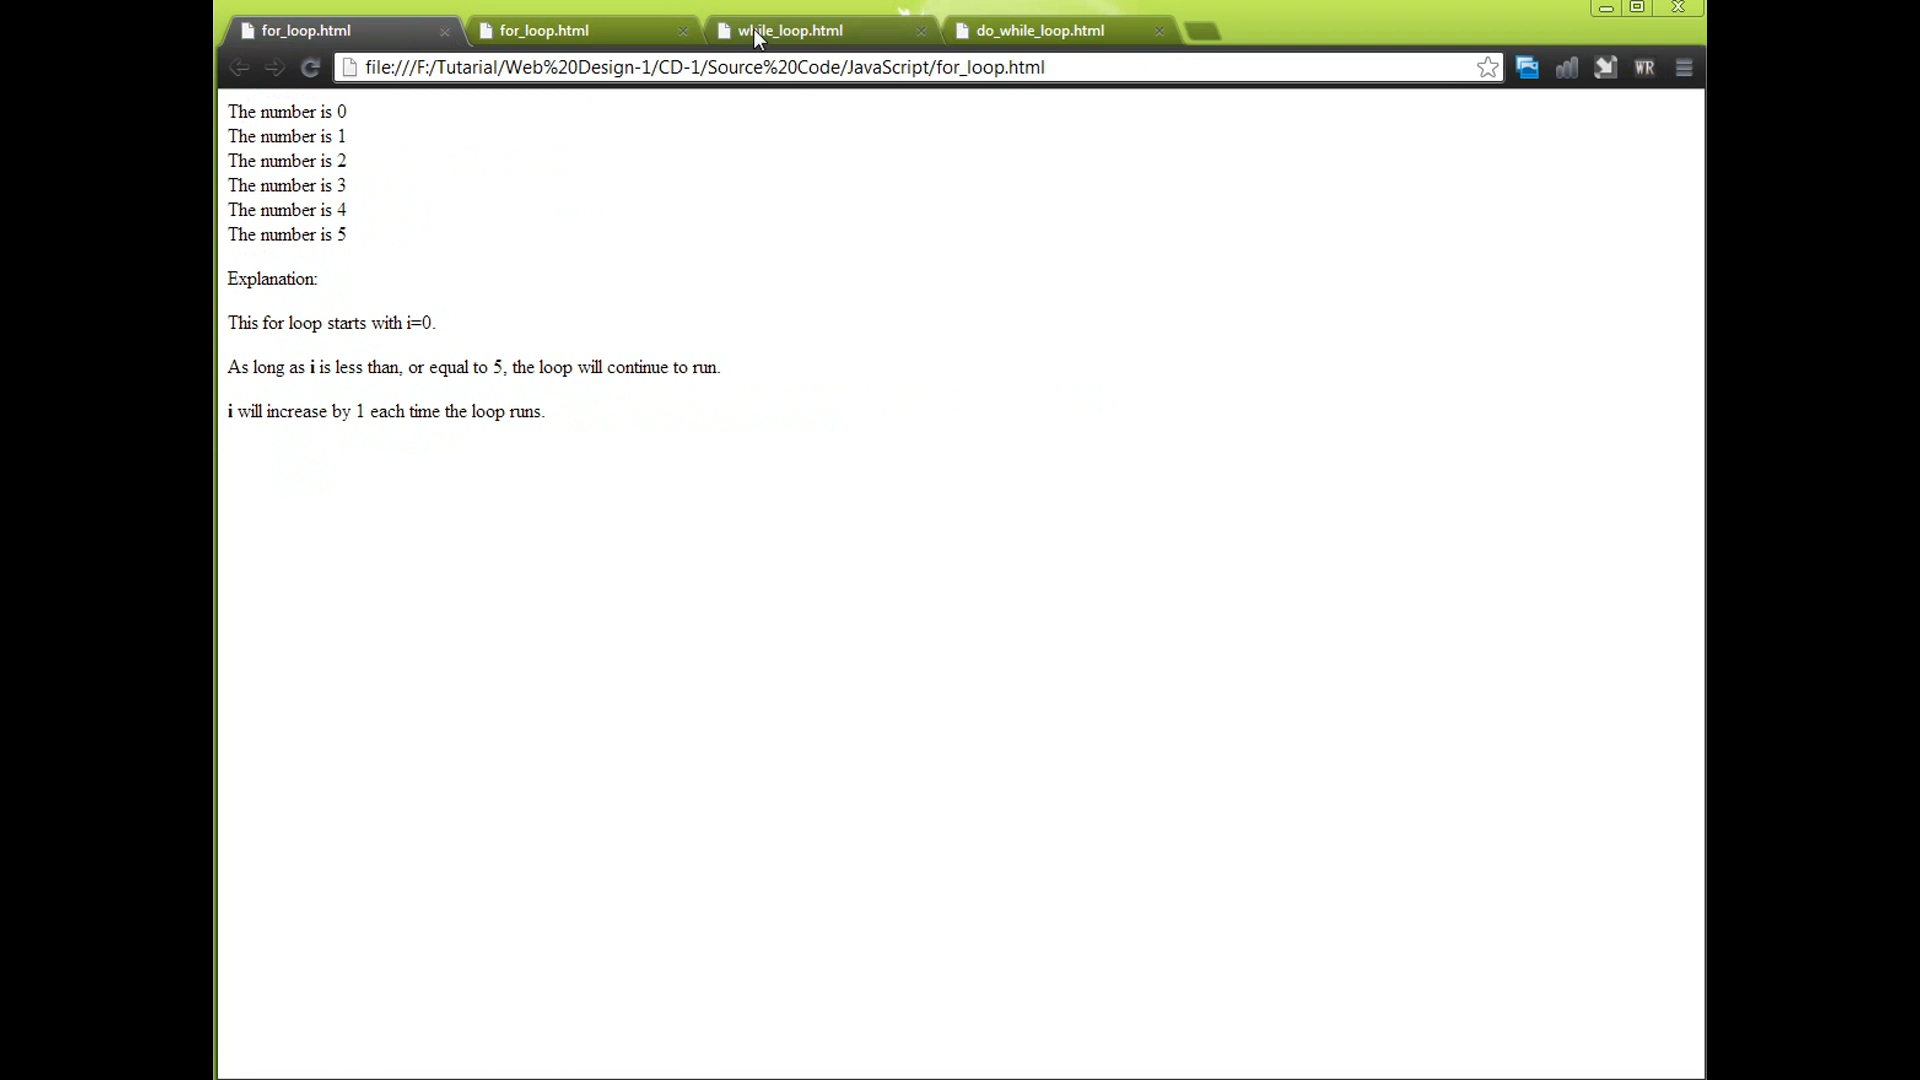 for_loop.html
for_loop.html
while_loop.html
do_while_loop.html
file:///F:/Tutarial/Web%20Design-1/CD-1/Source%20Code/JavaScript/for_loop.html
WR
The number is 0
The number is 1
The number is 2
The number is 3
The number is 4
The number is 5
Explanation:
This for loop starts with i=0.
As long as i is less than, or equal to 5, the loop will continue to run.
i will increase by 1 each time the loop runs.